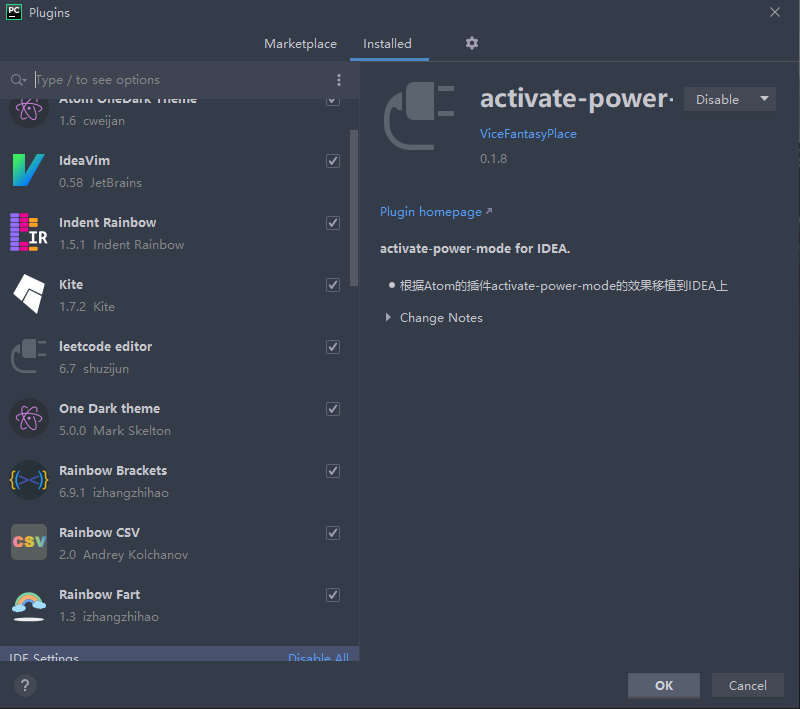 PC
Plugins
Marketplace
Installed
Type / to see options
Atom OneDark Theme
1.6 cweijan
IdeaVim
0.58 JetBrains
IR
Indent Rainbow
1.5.1 Indent Rainbow
Kite
1.7.2 Kite
leetcode editor
6.7 shuzijun
One Dark theme
5.0.0 Mark Skelton
Rainbow Brackets
6.9.1 izhangzhihao
CSV
Rainbow CSV
2.0 Andrey Kolchanov
Rainbow Fart
1.3 izhangzhihao
IDE Settings
Disable All
activate-power-
Disable
ViceFantasyPlace
0.1.8
Plugin homepage
activate-power-mode for IDEA.
根据Atom的插件activate-power-mode的效果移植到IDEA上
Change Notes
?
OK
Cancel